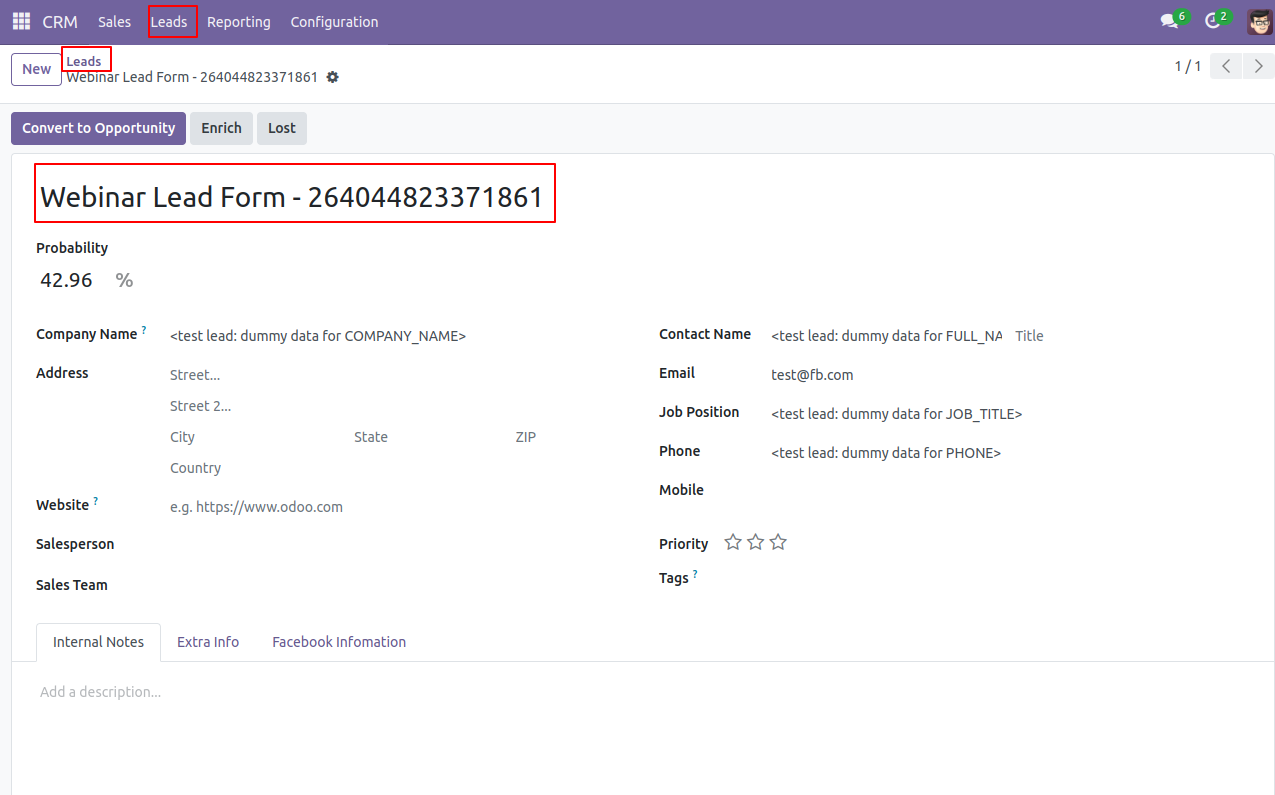 CRM Sales Leads Reporting Configuration 6 2
New Leads
Webinar Lead Form - 264044823371861
1 / 1
Convert to Opportunity Enrich Lost
Webinar Lead Form - 264044823371861
Probability
42.96 %
Company Name ? <test lead: dummy data for COMPANY_NAME>
Address Street...
Street 2...
City State ZIP
Country
Website ? e.g. https://www.odoo.com
Salesperson
Sales Team
Contact Name <test lead: dummy data for FULL_NA Title
Email test@fb.com
Job Position <test lead: dummy data for JOB_TITLE>
Phone <test lead: dummy data for PHONE>
Mobile
Priority
Tags ?
Internal Notes Extra Info Facebook Infomation
Add a description...